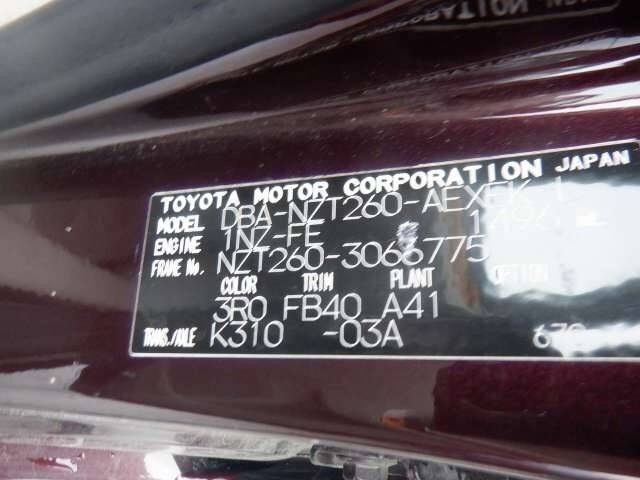 TOYOTA MOTOR CORPORATION JAPAN
MODEL DBA-NZT260-AEXEK
ENGINE 1NZ-FE 1496
FRAME No. NZT260-3066775
COLOR TRIM PLANT OPTION
3R0 FB40 A41
TRANS./AXLE K310 -03A